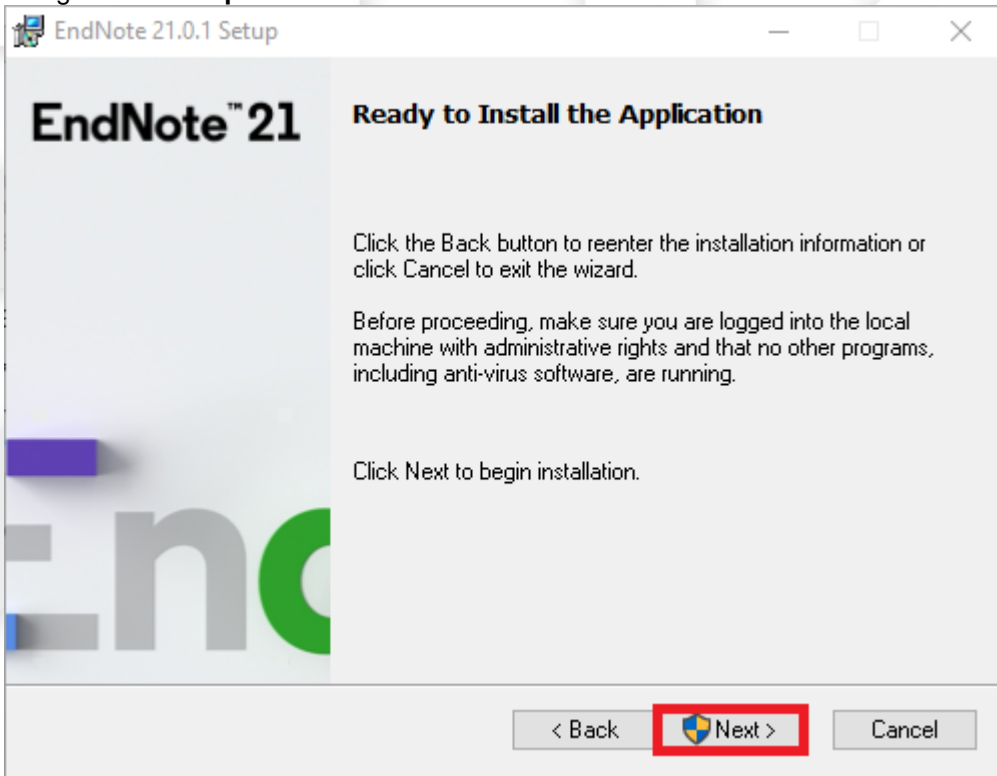 EndNote 21.0.1 Setup
EndNote™21
Ready to Install the Application
Click the Back button to reenter the installation information or
click Cancel to exit the wizard.
Before proceeding, make sure you are logged into the local
machine with administrative rights and that no other programs,
including anti-virus software, are running.
Click Next to begin installation.
Enc
< Back
Next >
Cancel